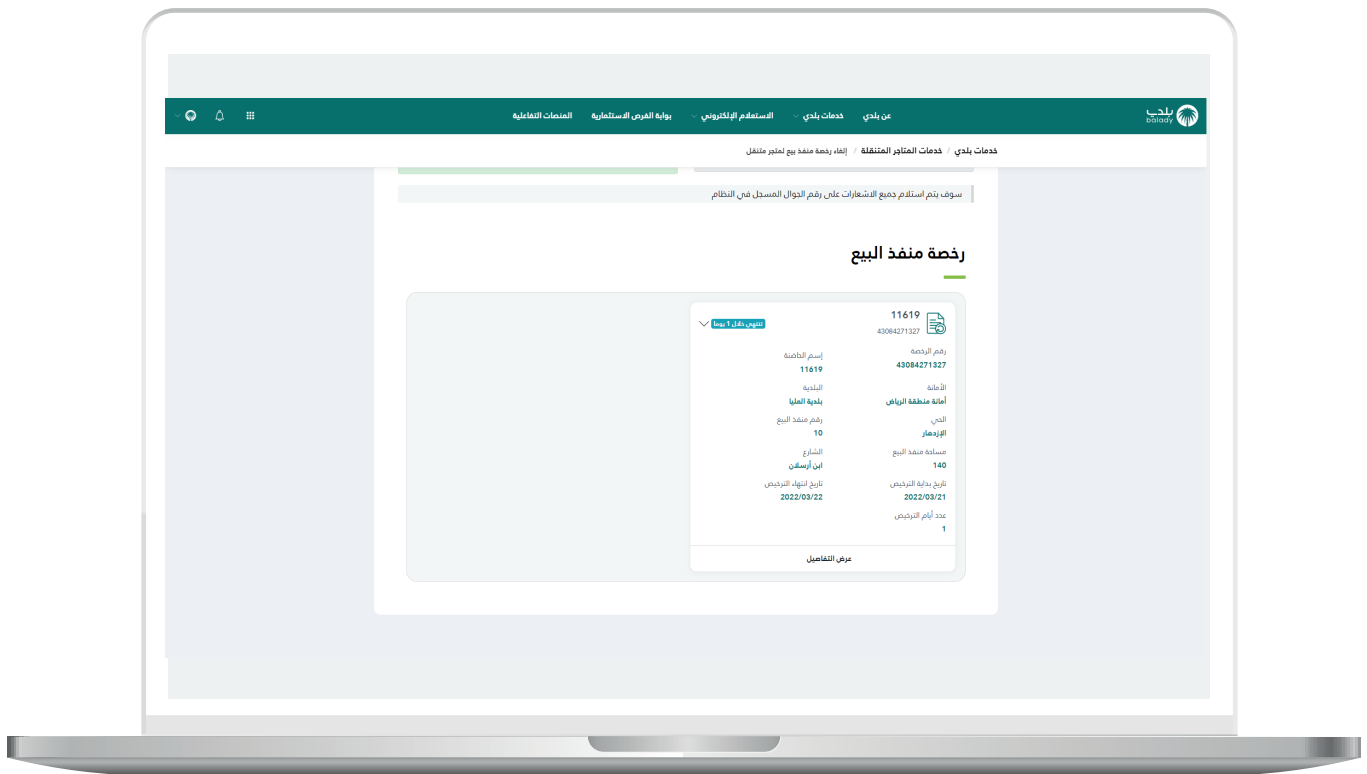 بلدي
balady
عن بلدي
خدمات بلدي
الاستعلام الإلكتروني
بوابة الفرص الاستثمارية
المنصات التفاعلية
خدمات بلدي / خدمات المتاجر المتنقلة / إلغاء رخصة منفذ بيع لمتجر متنقل
سوف يتم استلام جميع الاشعارات على رقم الجوال المسجل في النظام
رخصة منفذ البيع
11619
43084271327
تنتهي خلال 1 يوما
رقم الرخصة
43084271327
إسم الحاضنة
11619
الأمانة
أمانة منطقة الرياض
البلدية
بلدية العليا
الحي
الإزدهار
رقم منفذ البيع
10
مساحة منفذ البيع
140
الشارع
ابن أرسلان
تاريخ بداية الترخيص
2022/03/21
تاريخ انتهاء الترخيص
2022/03/22
عدد أيام الترخيص
1
عرض التفاصيل